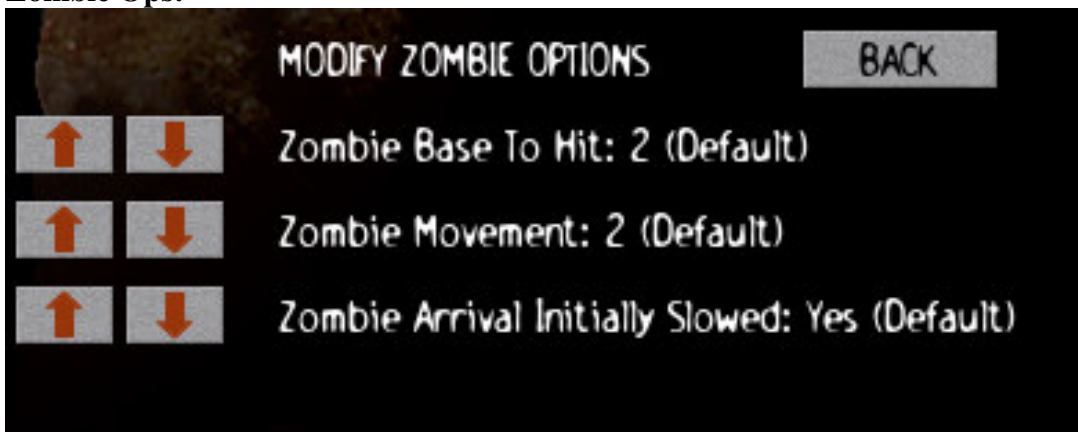 MODIFY ZOMBIE OPTIONS BACK
Zombie Base To Hit: 2 (Default)
Zombie Movement: 2 (Default)
Zombie Arrival Initially Slowed: Yes (Default)